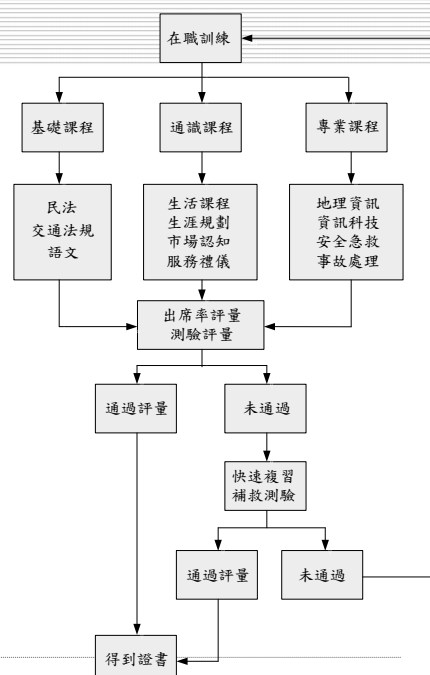 在職訓練
基礎課程
通識課程
專業課程
民法
交通法規
語文
生活課程
生涯規劃
市場認知
服務禮儀
地理資訊
資訊科技
安全急救
事故處理
出席率評量
測驗評量
通過評量
未通過
快速複習
補救測驗
通過評量
未通過
得到證書